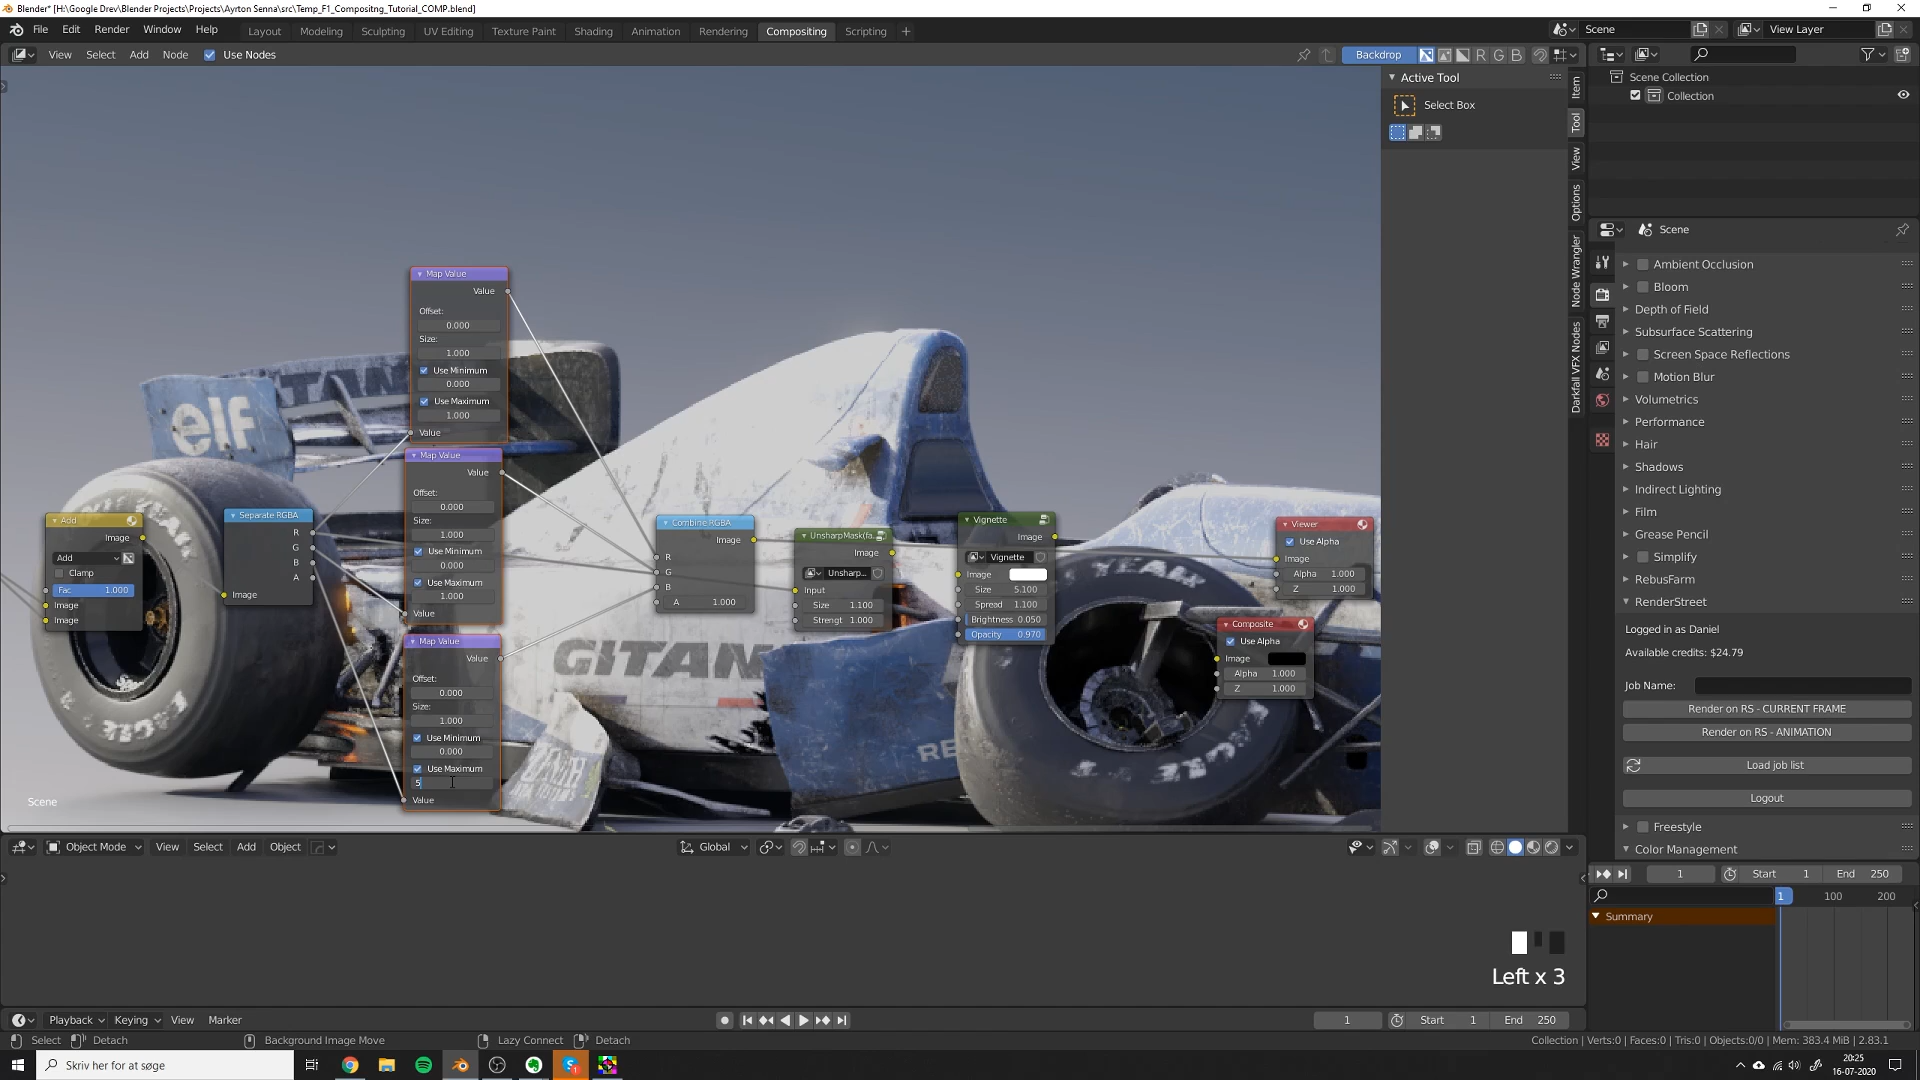 Blender* [H:\Google Drev\Blender Projects\Projects\Ayrton Senna\src\Temp_F1_Compositng_Tutorial_COMP.blend]
File Edit Render Window Help Layout Modeling Sculpting UV Editing Texture Paint Shading Animation Rendering Compositing Scripting + Scene View Layer
View Select Add Node Use Nodes Backdrop R G B
Active Tool
Select Box
Item
Tool
View
Options
Node Wrangler
Darkfall VFX Nodes
Scene Collection
Collection
Scene
Ambient Occlusion
Bloom
Depth of Field
Subsurface Scattering
Screen Space Reflections
Motion Blur
Volumetrics
Performance
Hair
Shadows
Indirect Lighting
Film
Grease Pencil
Simplify
RebusFarm
RenderStreet
Logged in as Daniel
Available credits: $24.79
Job Name:
Render on RS - CURRENT FRAME
Render on RS - ANIMATION
Load job list
Logout
Freestyle
Color Management
Map Value
Value
Offset:
0.000
Size:
1.000
Use Minimum
0.000
Use Maximum
1.000
Value
Map Value
Value
Offset:
0.000
Size:
1.000
Use Minimum
0.000
Use Maximum
1.000
Value
Map Value
Value
Offset:
0.000
Size:
1.000
Use Minimum
0.000
Use Maximum
5
Value
Add
Image
Add
Clamp
Fac 1.000
Image
Image
Separate RGBA
R
G
B
A
Image
Combine RGBA
Image
R
G
B
A 1.000
UnsharpMask(fa..
Image
Unsharp...
Input
Size 1.100
Strengt 1.000
Vignette
Image
Vignette
Image
Size 5.100
Spread 1.100
Brightness 0.050
Opacity 0.970
Viewer
Use Alpha
Image
Alpha 1.000
Z 1.000
Composite
Use Alpha
Image
Alpha 1.000
Z 1.000
elf
GITAN
RE
GOODYEAR
Scene
Object Mode View Select Add Object Global
1 Start 1 End 250
1 100 200
Summary
Left x 3
Playback Keying View Marker 1 Start 1 End 250
Select Detach Background Image Move Lazy Connect Detach Collection | Verts:0 | Faces:0 | Tris:0 | Objects:0/0 | Mem: 383.4 MiB | 2.83.1
Skriv her for at søge
20:25
16-07-2020